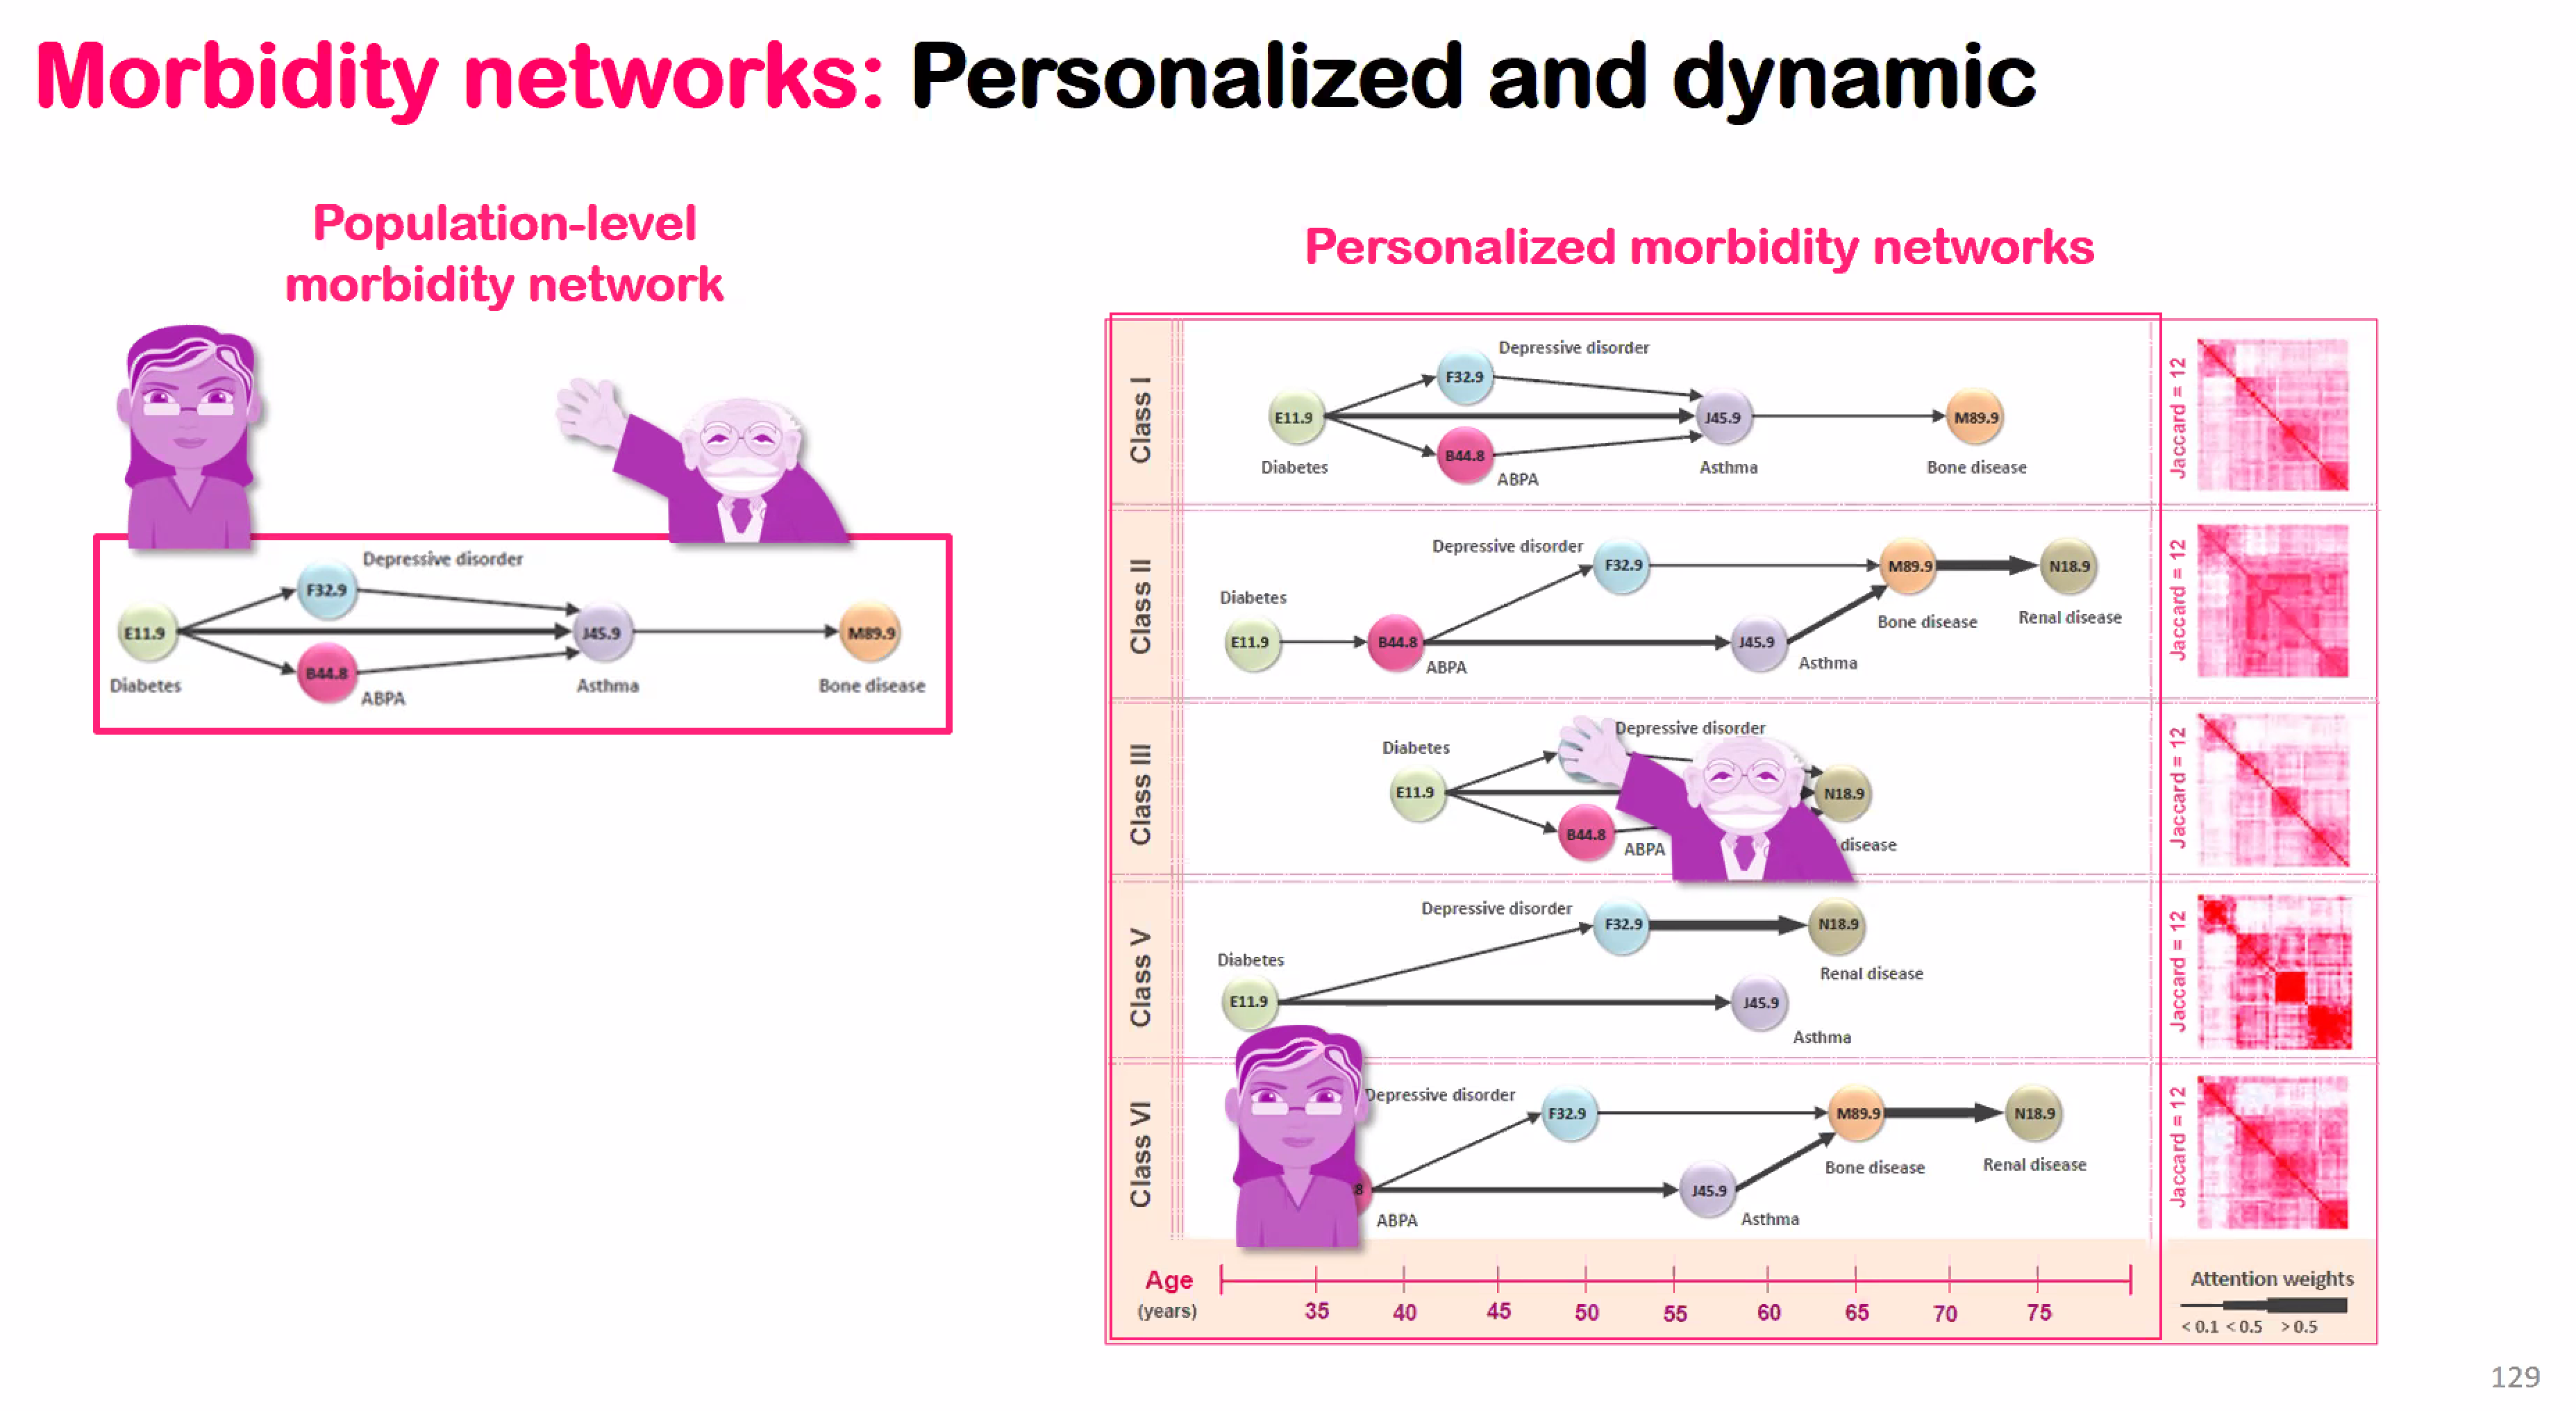 Morbidity networks: Personalized and dynamic
Population-level
morbidity network
Depressive disorder
F32.9
E11.9
J45.9
M89.9
B44.8
Diabetes
ABPA
Asthma
Bone disease
Personalized morbidity networks
Class I
Depressive disorder
F32.9
E11.9
J45.9
M89.9
B44.8
Diabetes
ABPA
Asthma
Bone disease
Jaccard = 12
Class II
Depressive disorder
F32.9
M89.9
N18.9
Diabetes
Bone disease
Renal disease
E11.9
B44.8
J45.9
ABPA
Asthma
Jaccard = 12
Class III
Depressive disorder
Diabetes
E11.9
N18.9
B44.8
ABPA
disease
Jaccard = 12
Class V
Depressive disorder
F32.9
N18.9
Diabetes
Renal disease
E11.9
J45.9
Asthma
Jaccard = 12
Class VI
Depressive disorder
F32.9
M89.9
N18.9
Bone disease
Renal disease
8
J45.9
ABPA
Asthma
Jaccard = 12
Age
(years)
35 40 45 50 55 60 65 70 75
Attention weights
< 0.1 < 0.5 > 0.5
129